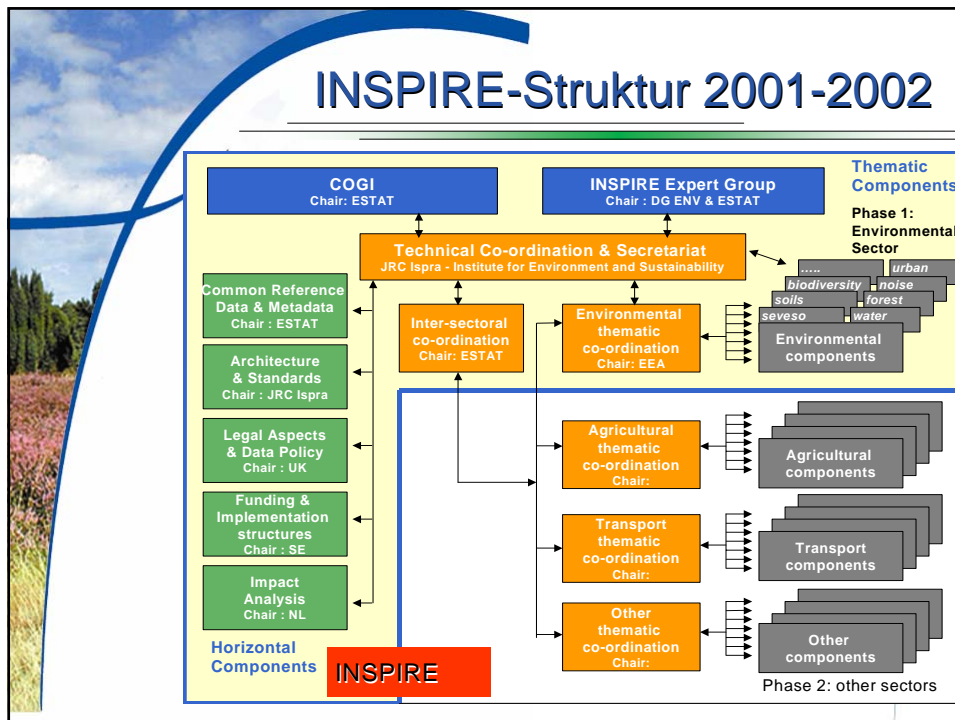 INSPIRE-Struktur 2001-2002
COGI
Chair: ESTAT
INSPIRE Expert Group
Chair : DG ENV & ESTAT
Thematic
Components
Phase 1:
Environmental
Sector
Technical Co-ordination & Secretariat
JRC Ispra - Institute for Environment and Sustainability
..... urban
biodiversity noise
soils forest
seveso water
Environmental
components
Common Reference
Data & Metadata
Chair : ESTAT
Inter-sectoral
co-ordination
Chair: ESTAT
Environmental
thematic
co-ordination
Chair: EEA
Architecture
& Standards
Chair : JRC Ispra
Legal Aspects
& Data Policy
Chair : UK
Funding &
Implementation
structures
Chair : SE
Impact
Analysis
Chair : NL
Agricultural
thematic
co-ordination
Chair:
Agricultural
components
Transport
thematic
co-ordination
Chair:
Transport
components
Other
thematic
co-ordination
Chair:
Other
components
Horizontal
Components
INSPIRE
Phase 2: other sectors